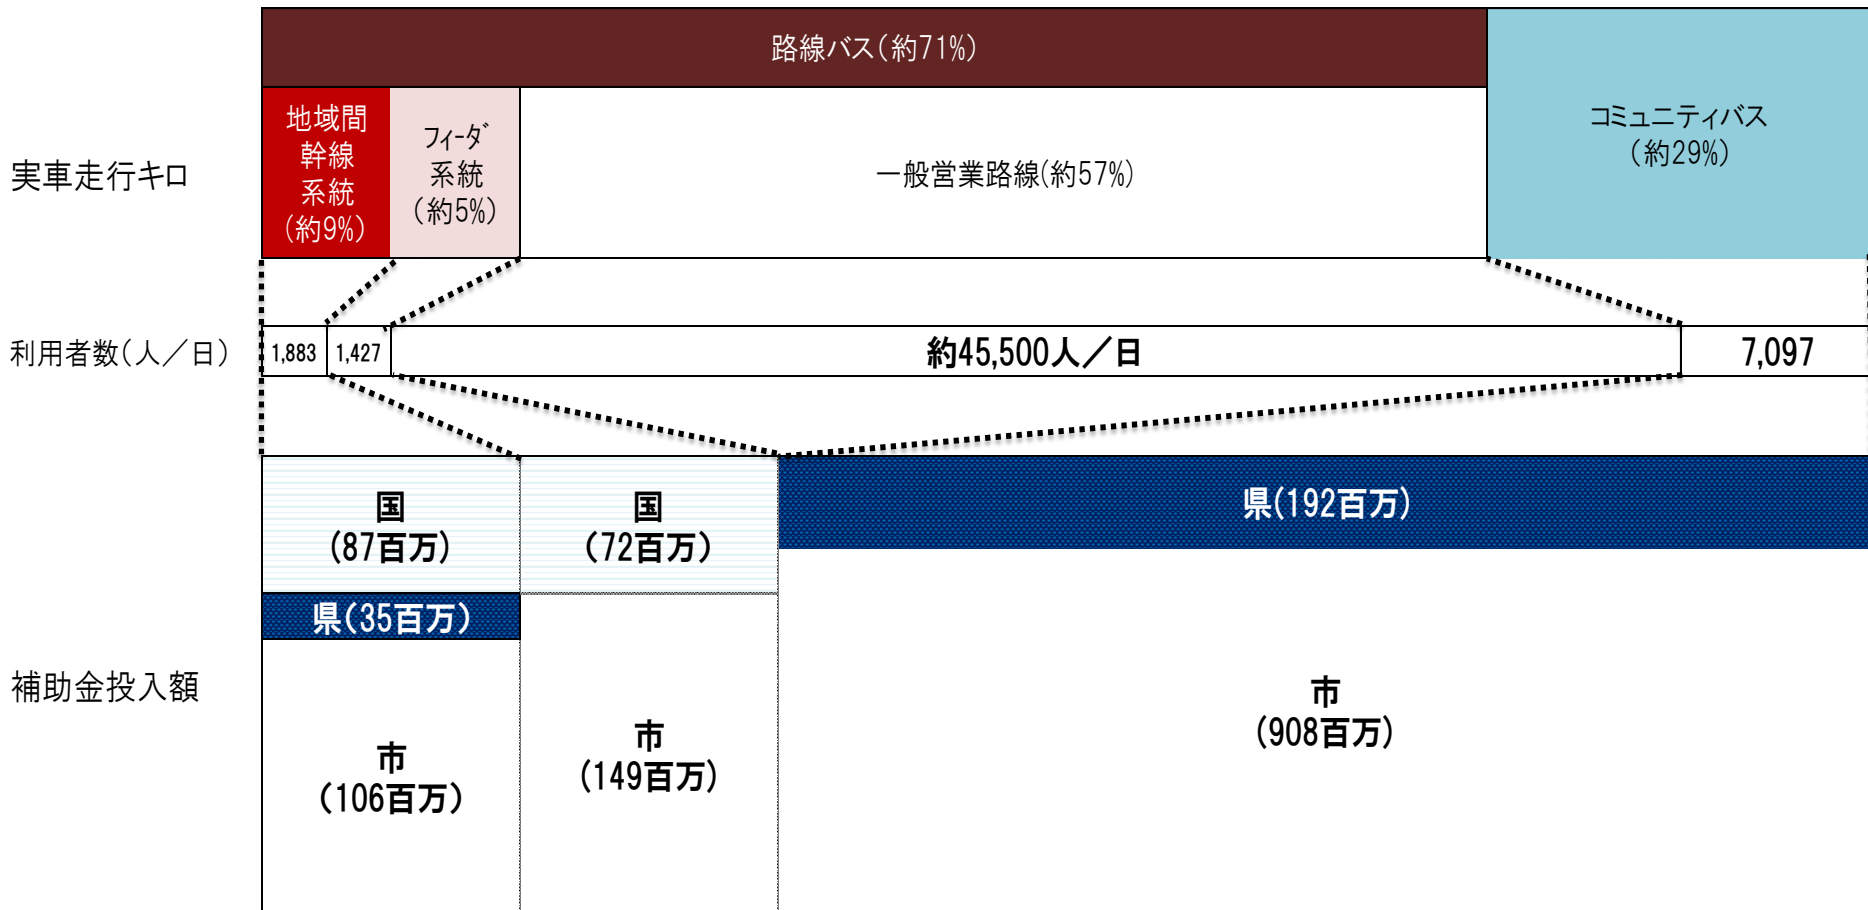 路線バス（約71%）
コミュニティバス
（約29%）
実車走行キロ
地域間
幹線
系統
（約9%）
フィーダ
系統
（約5%）
一般営業路線(約57%)
利用者数（人／日）
1,883
1,427
約45,500人／日
7,097
補助金投入額
国
（87百万）
国
（72百万）
県(192百万)
県（35百万）
市
（106百万）
市
（149百万）
市
（908百万）